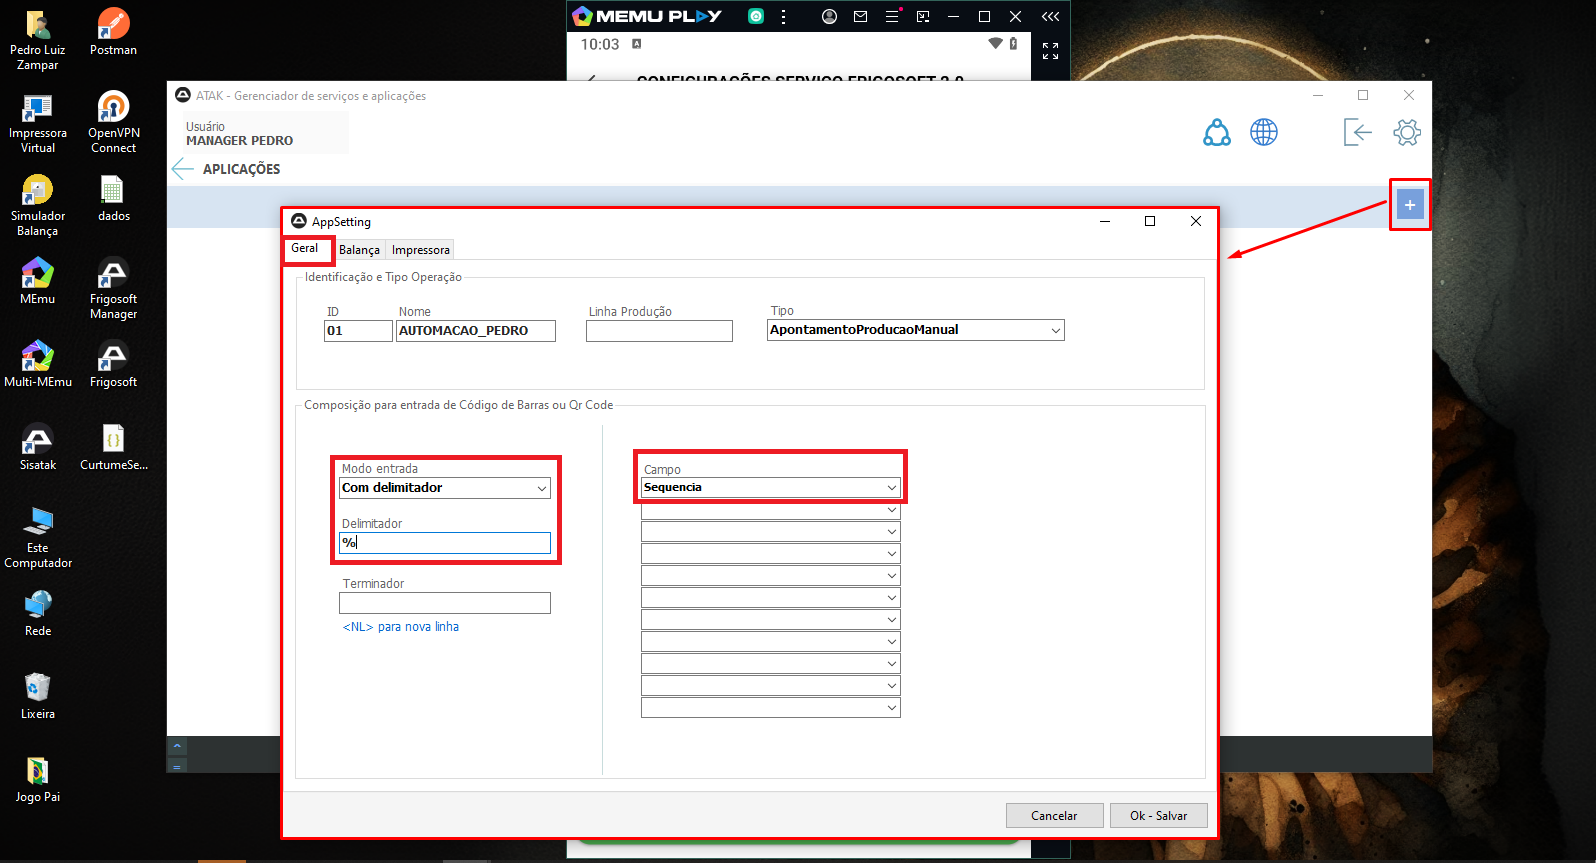 Pedro Luiz
Zampar
Postman
Impressora
Virtual
OpenVPN
Connect
Simulador
Balança
dados
MEmu
Frigosoft
Manager
Multi-MEmu
Frigosoft
Sisatak
{ }
CurtumeSe...
Este
Computador
Rede
Lixeira
Jogo Pai
MEMU PLAY
10:03
A
CONFIGURAÇÕES SERVIÇO FRIGOSOFT 2.0
ATAK - Gerenciador de serviços e aplicações
Usuário
MANAGER PEDRO
APLICAÇÕES
+
AppSetting
Geral
Balança
Impressora
Identificação e Tipo Operação
ID
Nome
Linha Produção
Tipo
01
AUTOMACAO_PEDRO
ApontamentoProducaoManual
Composição para entrada de Código de Barras ou Qr Code
Modo entrada
Com delimitador
Delimitador
%
Terminador
<NL> para nova linha
Campo
Sequencia
Cancelar
Ok - Salvar